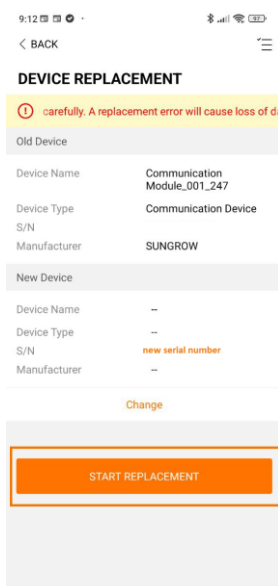 9:12
97
< BACK
DEVICE REPLACEMENT
carefully. A replacement error will cause loss of da
Old Device
Device Name Communication
Module_001_247
Device Type Communication Device
S/N
Manufacturer SUNGROW
New Device
Device Name --
Device Type --
S/N new serial number
Manufacturer --
Change
START REPLACEMENT